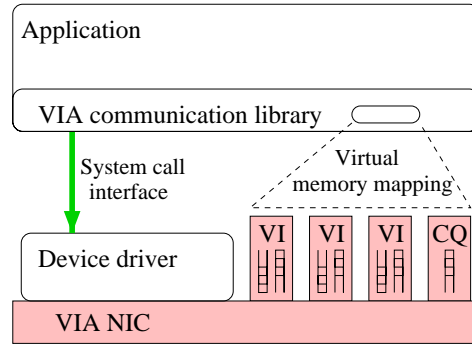 Application
VIA communication library
System call
interface
Virtual
memory mapping
Device driver
VI
VI
VI
CQ
VIA NIC